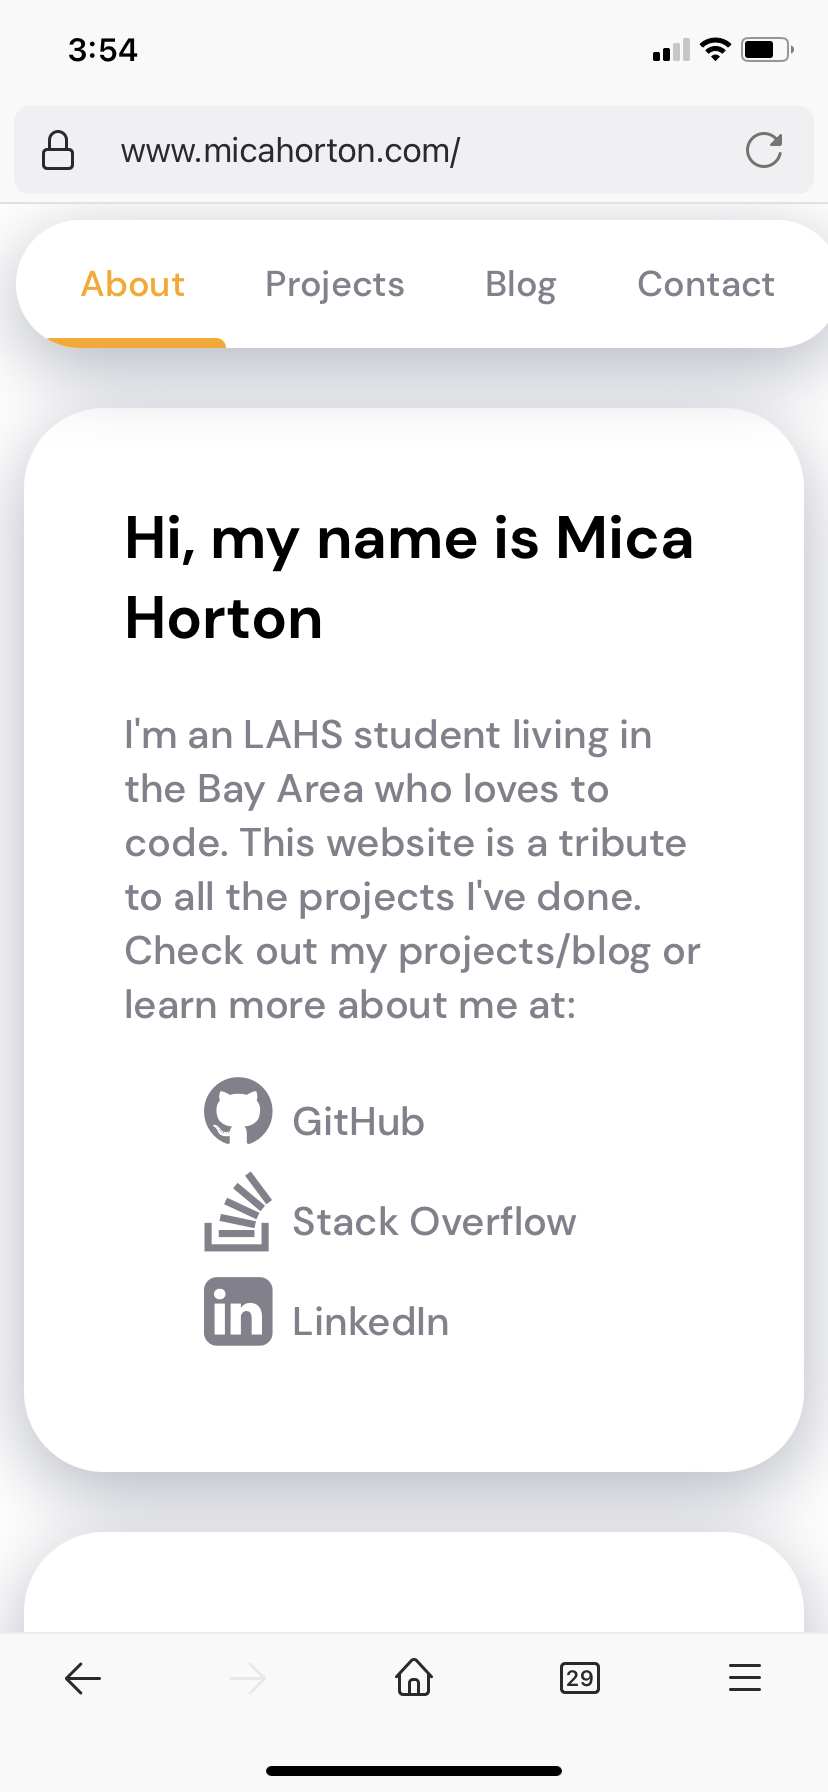 3:54
www.micahorton.com/
About Projects Blog Contact
Hi, my name is Mica
Horton
I'm an LAHS student living in
the Bay Area who loves to
code. This website is a tribute
to all the projects I've done.
Check out my projects/blog or
learn more about me at:
GitHub
Stack Overflow
in LinkedIn
29